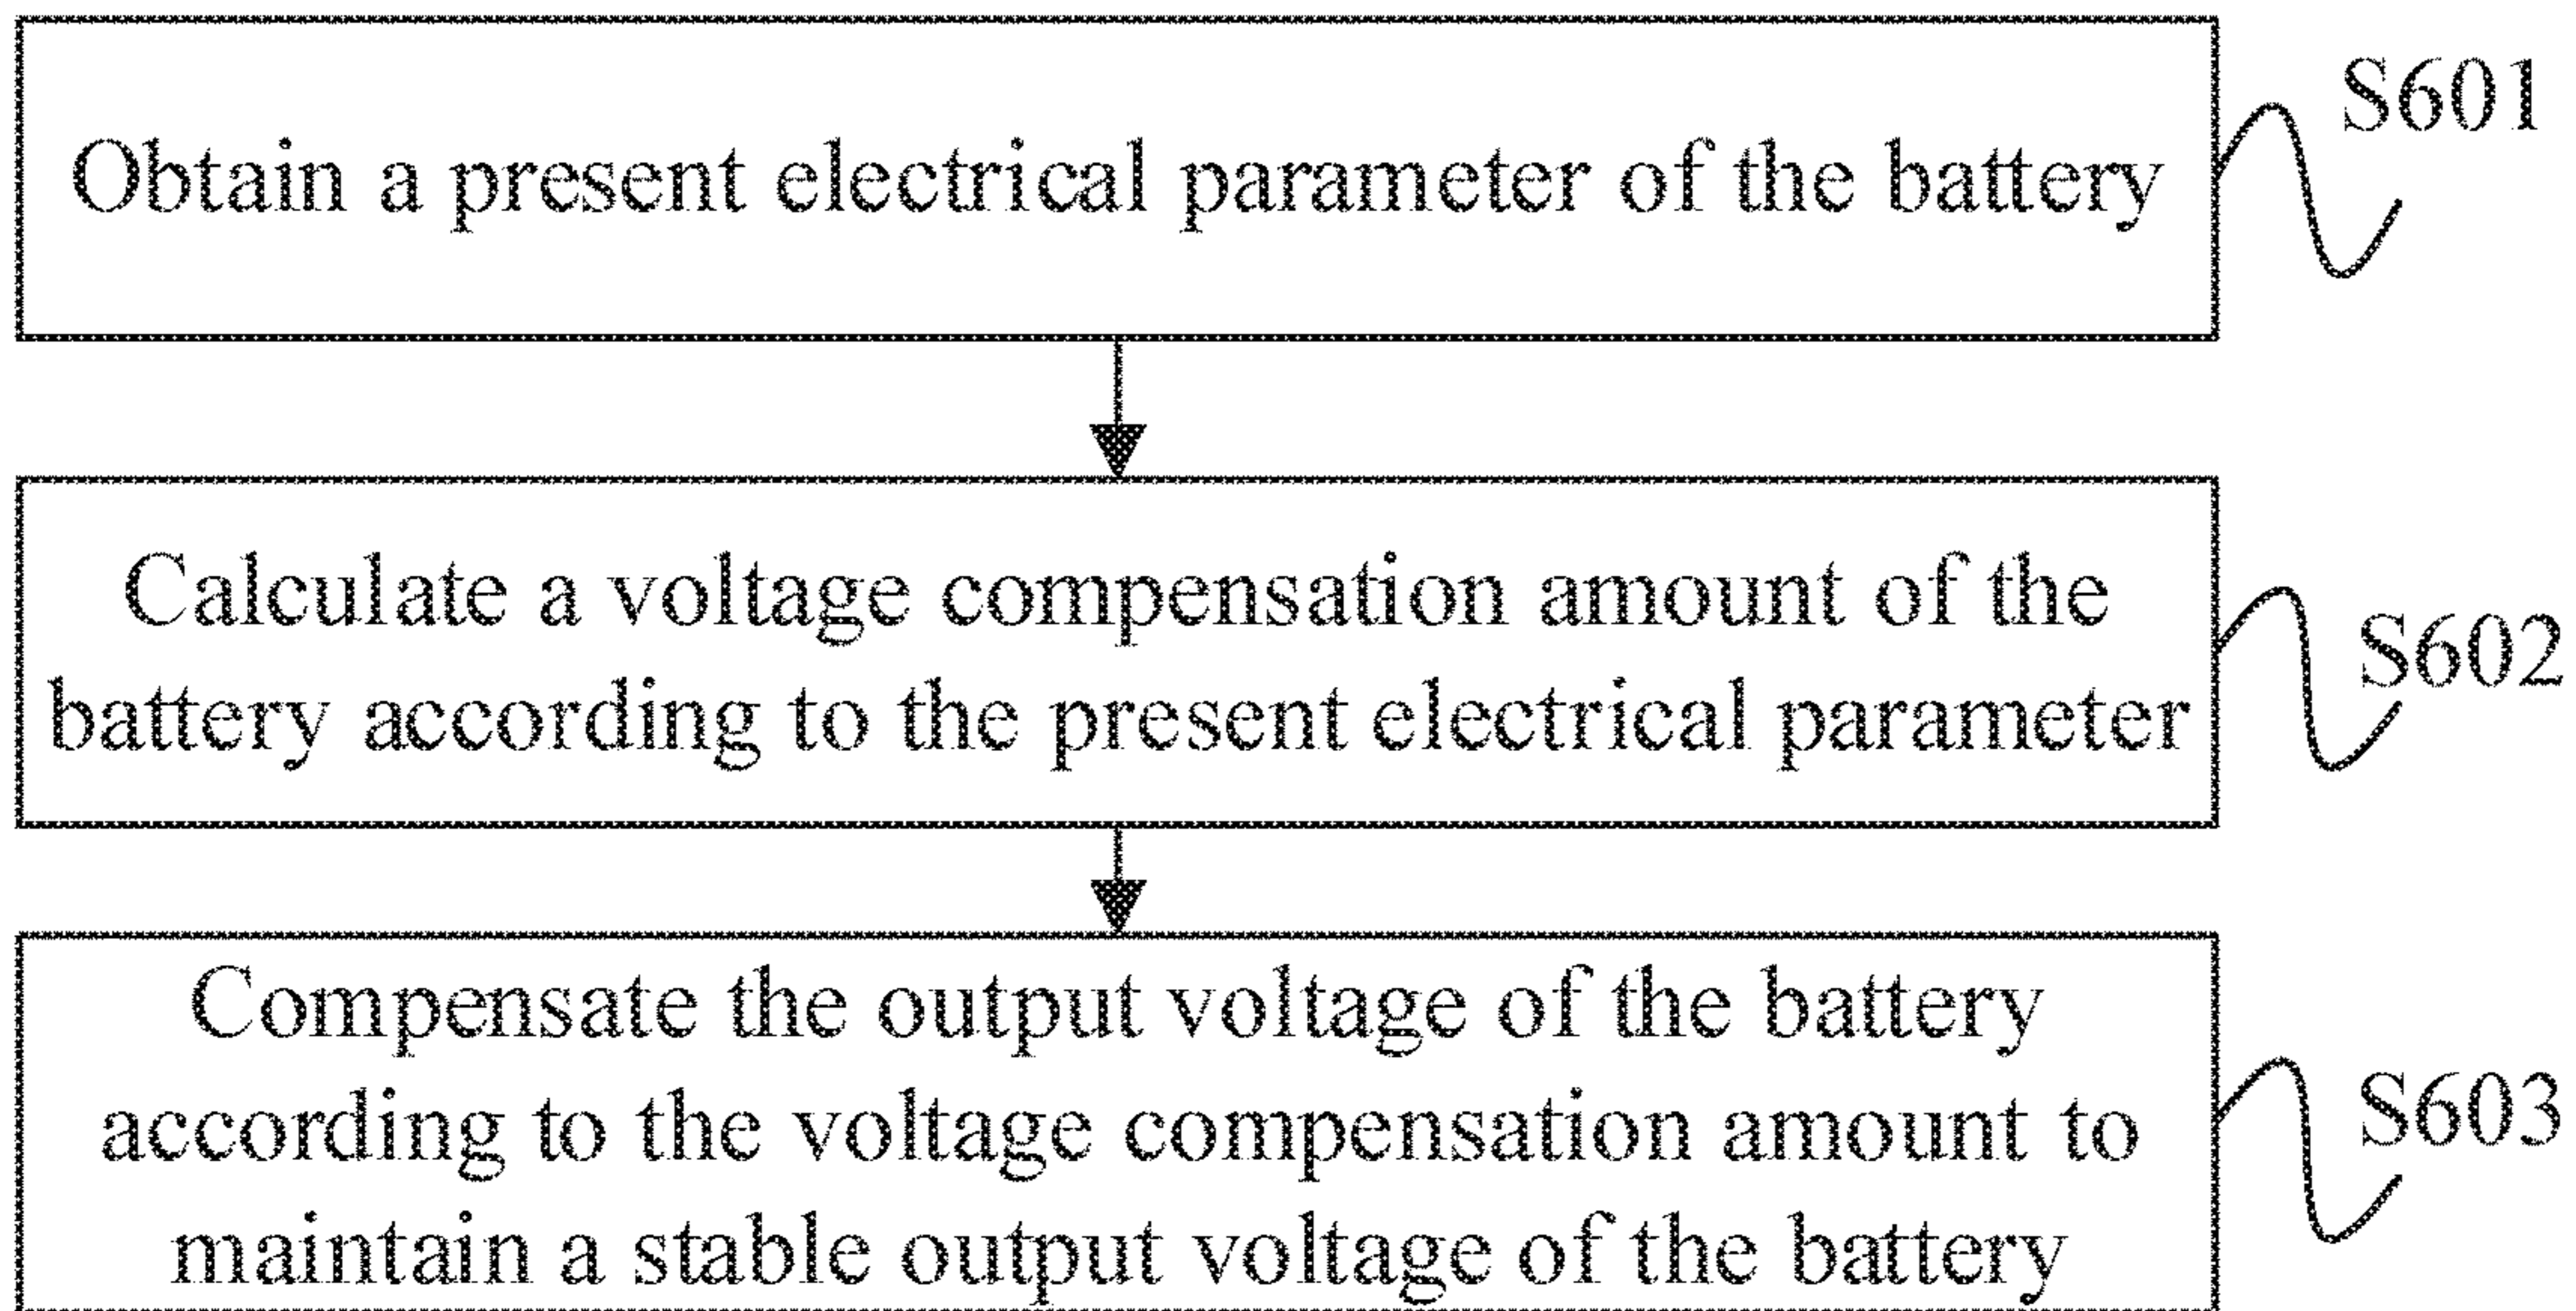 Obtain a present electrical parameter of the battery
S601
Calculate a voltage compensation amount of the
battery according to the present electrical parameter
S602
Compensate the output voltage of the battery
according to the voltage compensation amount to
maintain a stable output voltage of the battery
S603